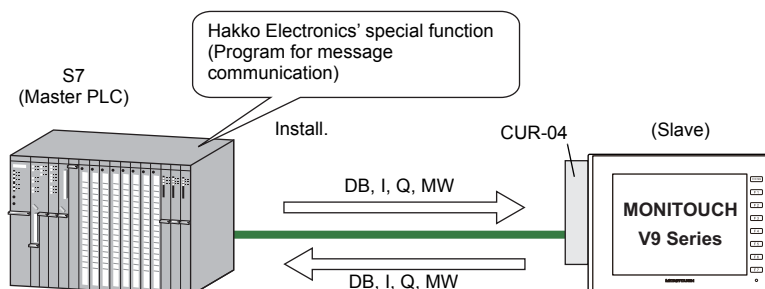 Hakko Electronics’ special function
(Program for message
communication)
S7
(Master PLC)
Install.
CUR-04
(Slave)
DB, I, Q, MW
MONITOUCH
V9 Series
DB, I, Q, MW
MONITOUCH